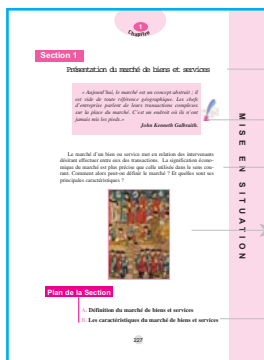 1
Chapitre
Section 1
Présentation du marché de biens et services
« Aujourd'hui, le marché est un concept abstrait ; il
est vide de toute référence géographique. Les chefs
d'entreprise parlent de leurs transactions complexes
sur la place du marché. C'est un endroit où ils n'ont
jamais mis les pieds.»
John Kenneth Galbraith.
Le marché d'un bien ou service met en relation des intervenants
désirant effectuer entre eux des transactions. La signification écono-
mique du marché est plus précise que celle utilisée dans le sens cou-
rant. Comment alors peut-on définir le marché ? Et quelles sont ses
principales caractéristiques ?
Plan de la Section
A. Définition du marché de biens et services
B. Les caractéristiques du marché de biens et services
227
MISE EN SITUATION